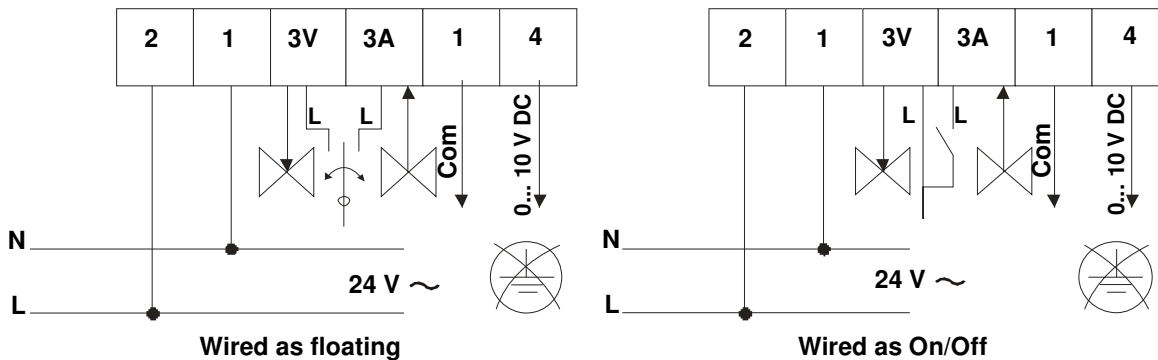 2 1 3V 3A 1 4
L L
Com
0... 10 V DC
N
24 V ~
L
Wired as floating
2 1 3V 3A 1 4
L L
Com
0... 10 V DC
N
24 V ~
L
Wired as On/Off